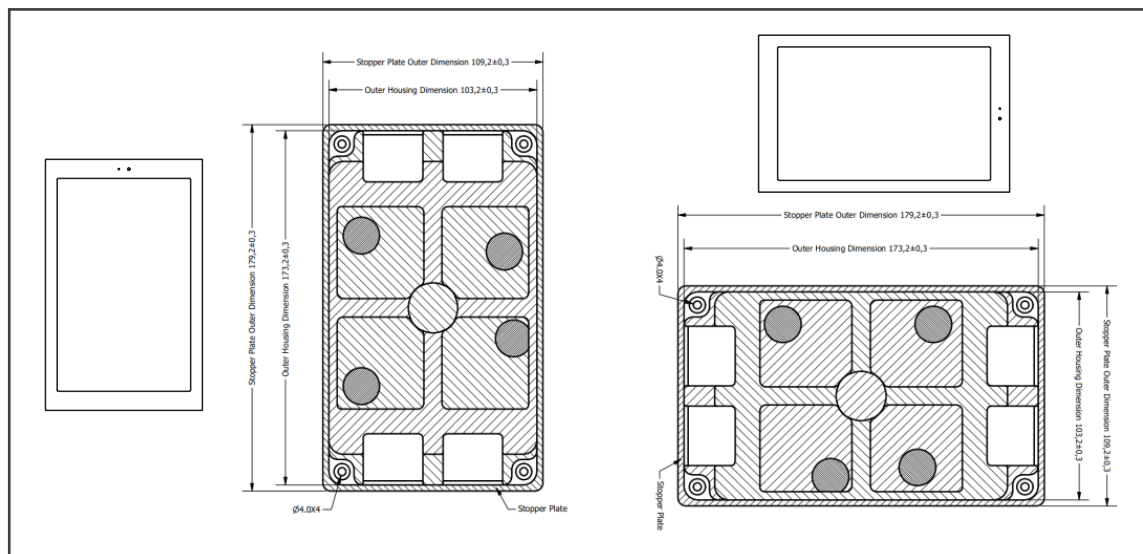 Stopper Plate Outer Dimension 109,2±0,3
Outer Housing Dimension 103,2±0,3
Stopper Plate Outer Dimension 179,2±0,3
Outer Housing Dimension 173,2±0,3
Ø4.0X4
Stopper Plate
Stopper Plate Outer Dimension 179,2±0,3
Outer Housing Dimension 173,2±0,3
Ø4.0X4
Outer Housing Dimension 103,2±0,3
Stopper Plate Outer Dimension 109,2±0,3
Stopper Plate